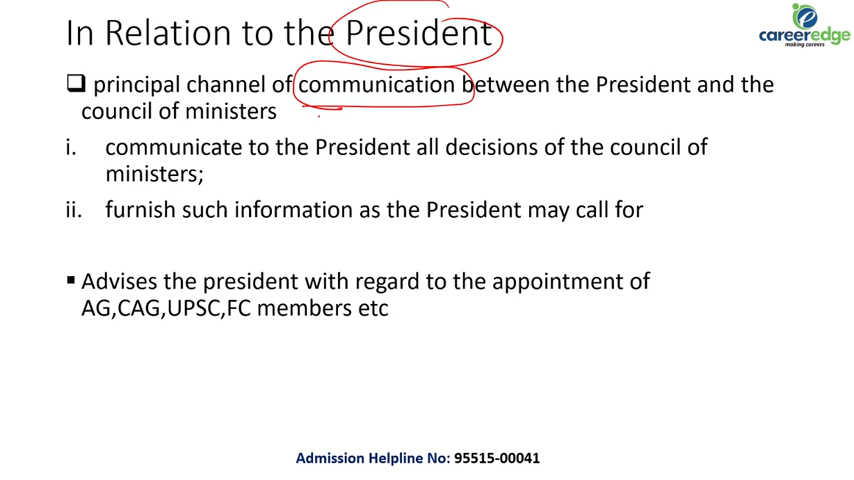 In Relation to the President
careeredge
making careers
❑ principal channel of communication between the President and the
council of ministers
i. communicate to the President all decisions of the council of
ministers;
ii. furnish such information as the President may call for
▪ Advises the president with regard to the appointment of
AG,CAG,UPSC,FC members etc
Admission Helpline No: 95515-00041